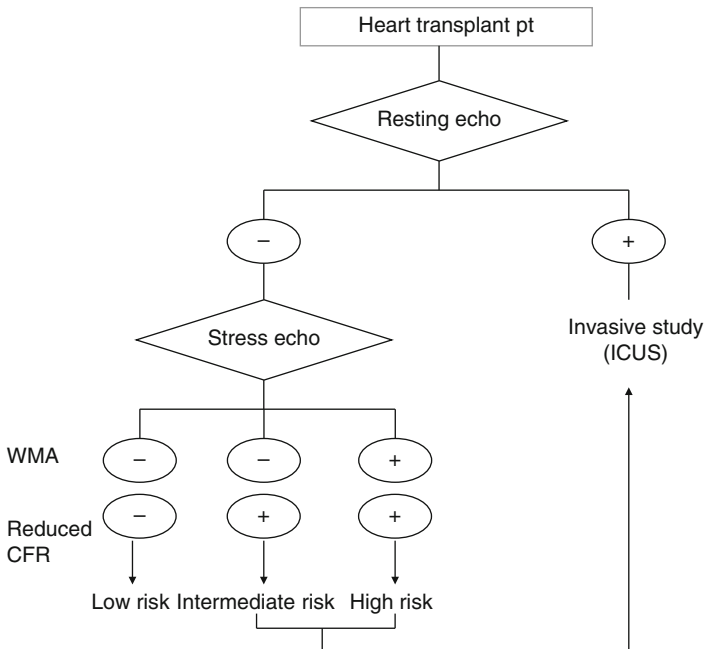 Heart transplant pt
Resting echo
− +
Stress echo
Invasive study
(ICUS)
WMA − − +
Reduced
CFR
− + +
Low risk Intermediate risk High risk